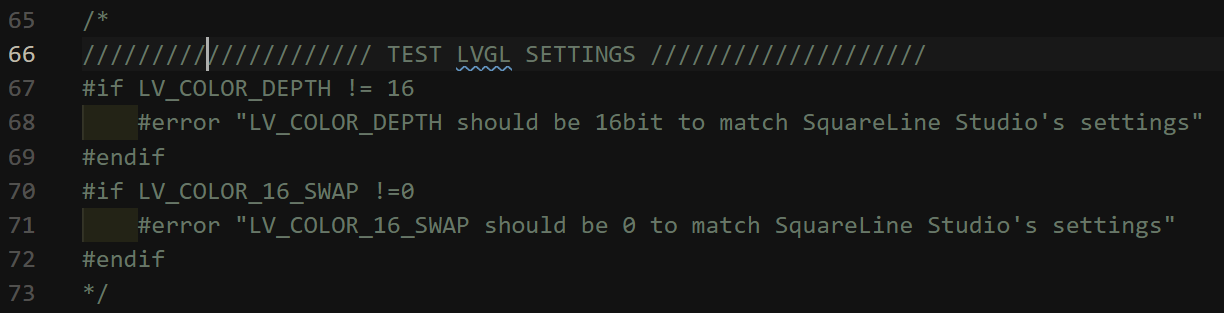 65 /*
66 ///////////////////// TEST LVGL SETTINGS ////////////////////
67 #if LV_COLOR_DEPTH != 16
68 #error "LV_COLOR_DEPTH should be 16bit to match SquareLine Studio's settings"
69 #endif
70 #if LV_COLOR_16_SWAP !=0
71 #error "LV_COLOR_16_SWAP should be 0 to match SquareLine Studio's settings"
72 #endif
73 */